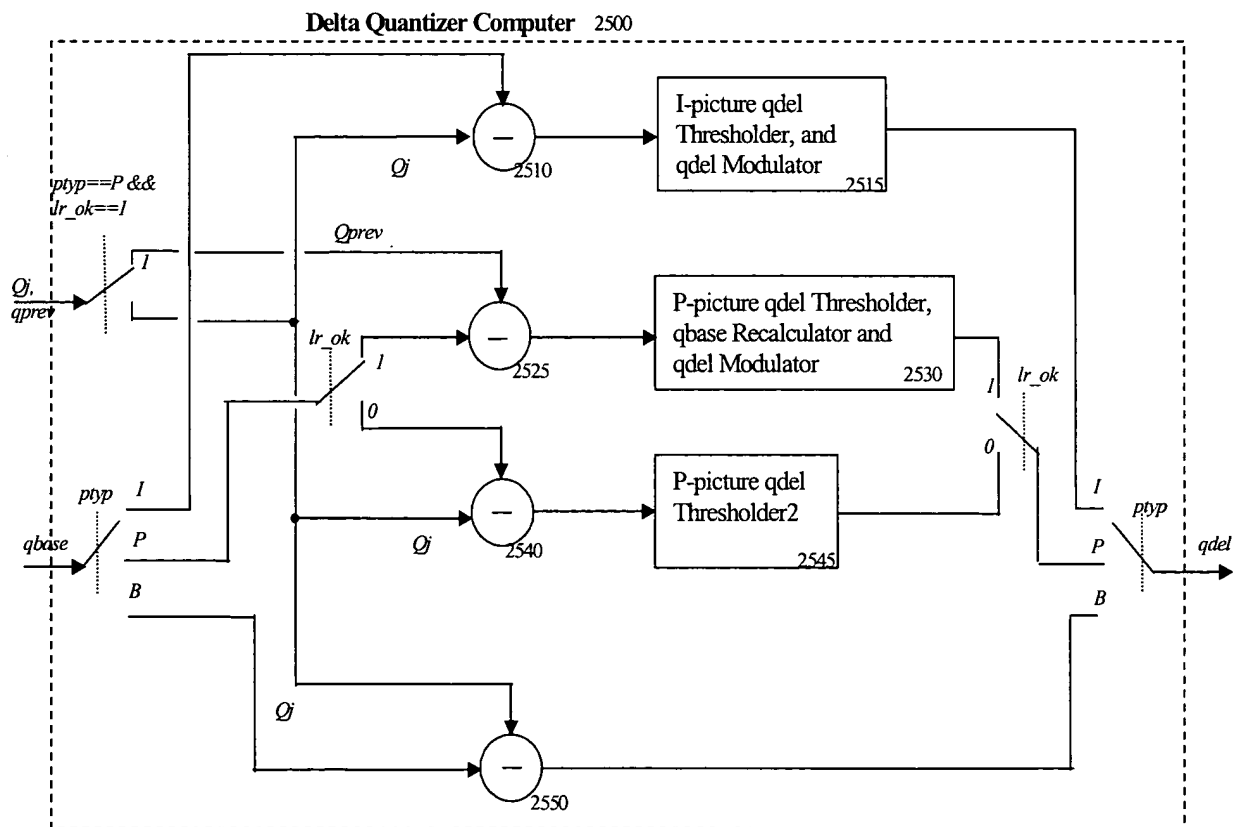 Delta Quantizer Computer 2500
I-picture qdel
Thresholder, and
qdel Modulator
2515
—
2510
Qj
ptyp==P &&
lr_ok==1
1
Qprev
Qj,
qprev
P-picture qdel Thresholder,
qbase Recalculator and
qdel Modulator
2530
—
2525
lr_ok
1
0
lr_ok
1
0
P-picture qdel
Thresholder2
2545
—
2540
Qj
ptyp
I
P
B
qbase
I
P
B
ptyp
qdel
Qj
—
2550